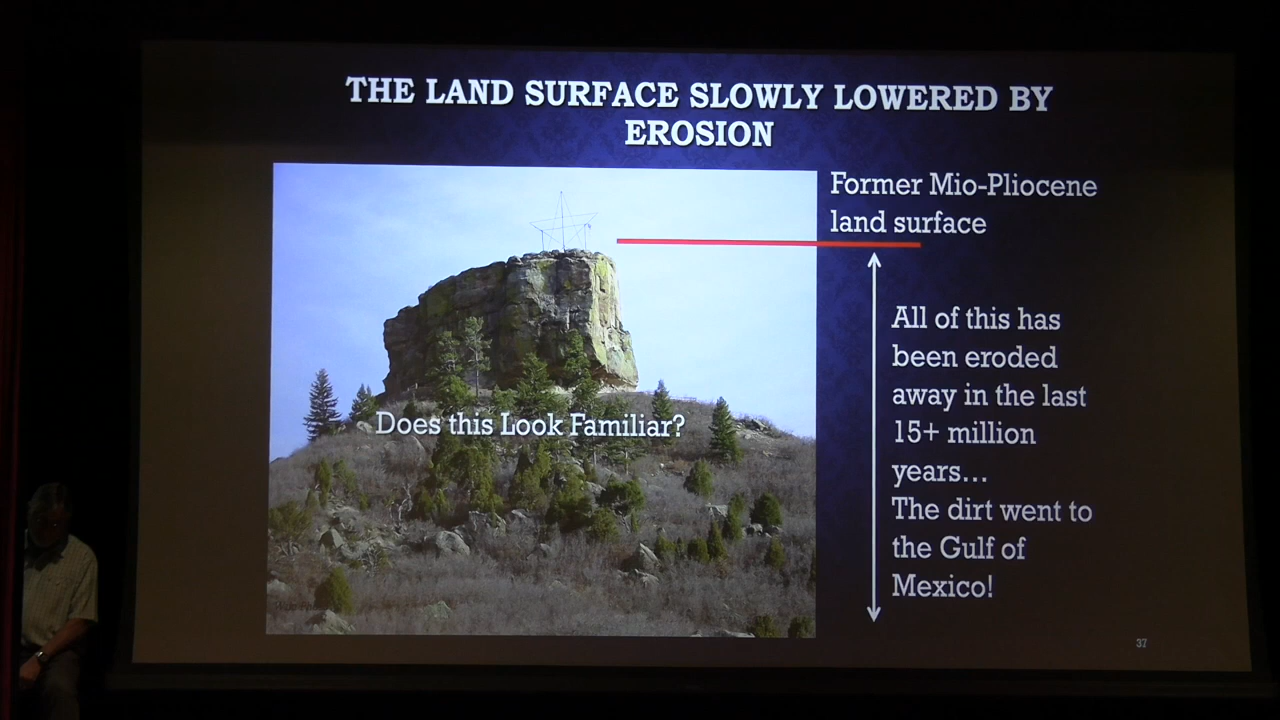 THE LAND SURFACE SLOWLY LOWERED BY
EROSION
Former Mio-Pliocene
land surface
Does this Look Familiar?
All of this has
been eroded
away in the last
15+ million
years...
The dirt went to
the Gulf of
Mexico!
37